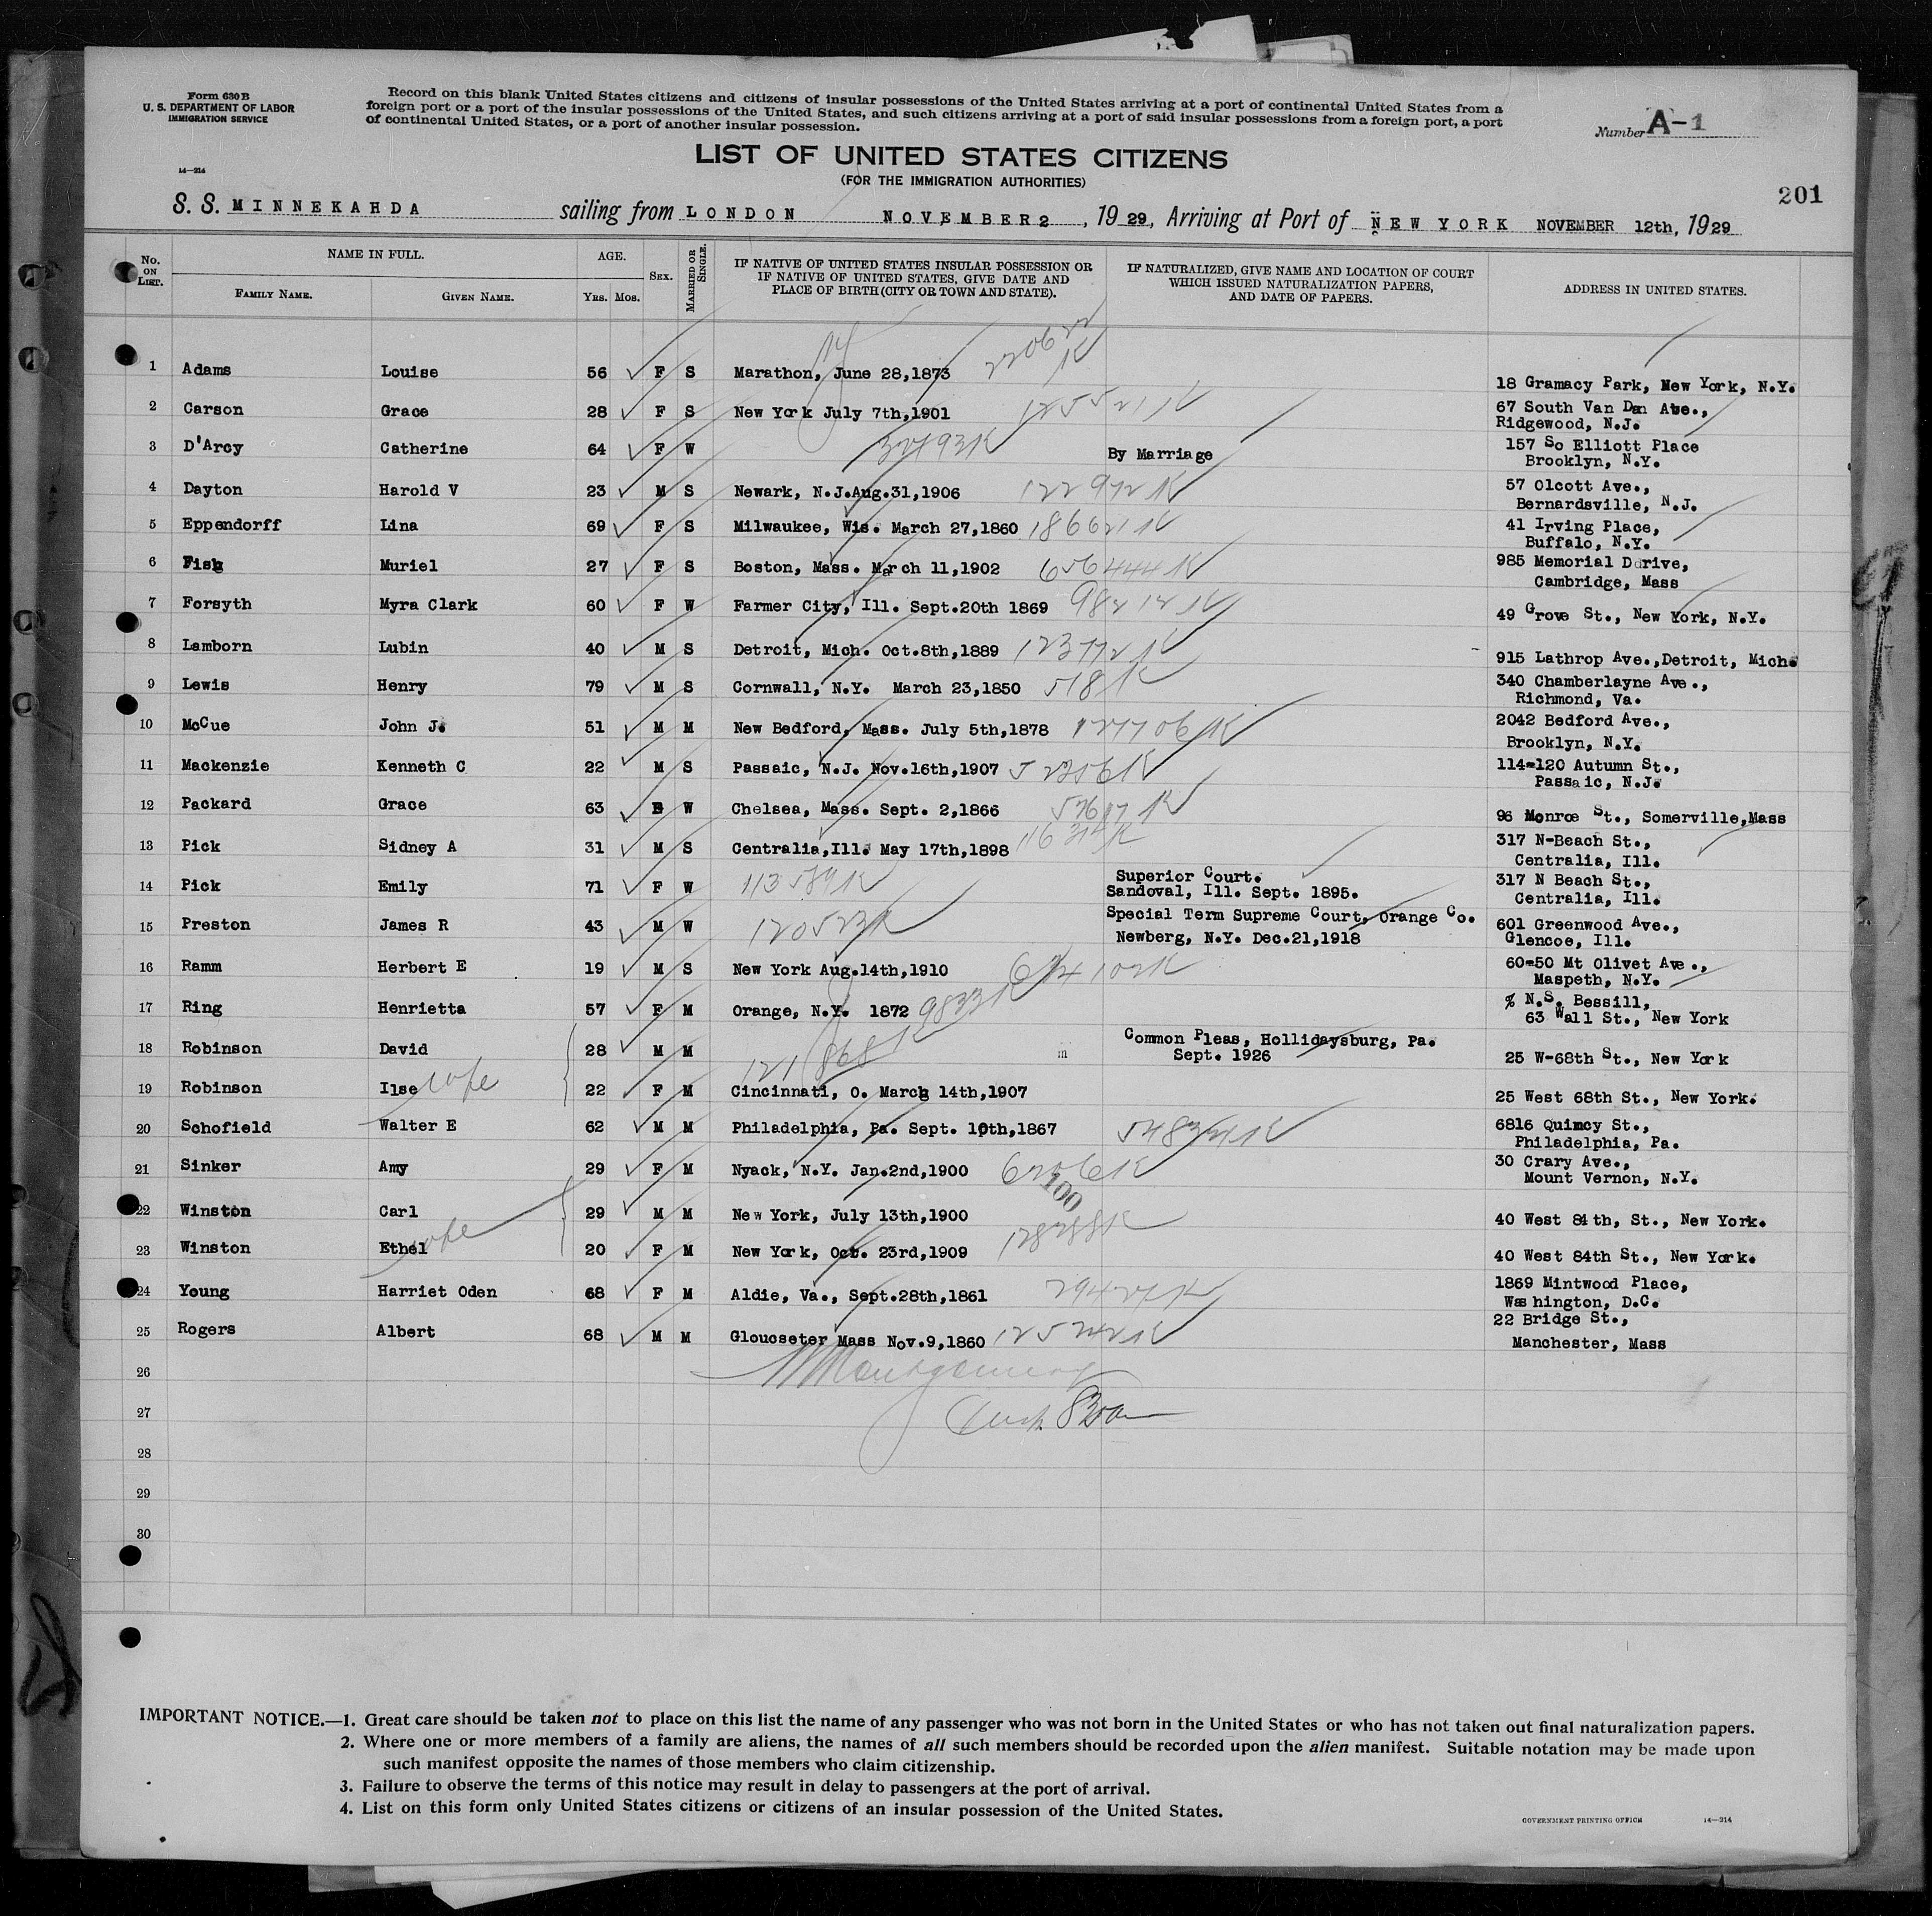 Form 630 B
U. S. DEPARTMENT OF LABOR
IMMIGRATION SERVICE
14—214
Record on this blank United States citizens and citizens of insular possessions of the United States arriving at a port of continental United States from a
foreign port or a port of the insular possessions of the United States, and such citizens arriving at a port of said insular possessions from a foreign port, a port
of continental United States, or a port of another insular possession.
Number A-1
LIST OF UNITED STATES CITIZENS
(FOR THE IMMIGRATION AUTHORITIES)
201
S. S. MINNEKAHDA sailing from LONDON NOVEMBER 2, 1929, Arriving at Port of NEW YORK NOVEMBER 12th, 1929
No. ON LIST. NAME IN FULL. FAMILY NAME. GIVEN NAME. AGE. YRS. MOS. SEX. MARRIED OR SINGLE. IF NATIVE OF UNITED STATES INSULAR POSSESSION OR IF NATIVE OF UNITED STATES, GIVE DATE AND PLACE OF BIRTH (CITY OR TOWN AND STATE). IF NATURALIZED, GIVE NAME AND LOCATION OF COURT WHICH ISSUED NATURALIZATION PAPERS, AND DATE OF PAPERS. ADDRESS IN UNITED STATES.
1 Adams Louise 56 F S Marathon, June 28,1873 18 Gramacy Park, New York, N.Y.
2 Carson Grace 28 F S New York July 7th,1901 125521K 67 South Van Dan Ave.,
Ridgewood, N.J.
3 D'Arcy Catherine 64 F W 32493K By Marriage 157 So Elliott Place
Brooklyn, N.Y.
4 Dayton Harold V 23 M S Newark, N.J.Aug.31,1906 122972K 57 Olcott Ave.,
Bernardsville, N.J.
5 Eppendorff Lina 69 F S Milwaukee, Wis. March 27,1860 186621K 41 Irving Place,
Buffalo, N.Y.
6 Fish Muriel 27 F S Boston, Mass. March 11,1902 656444K 985 Memorial Dorive,
Cambridge, Mass
7 Forsyth Myra Clark 60 F W Farmer City, Ill. Sept.20th 1869 49 Grove St., New York, N.Y.
8 Lamborn Lubin 40 M S Detroit, Mich. Oct.8th,1889 915 Lathrop Ave.,Detroit, Mich.
9 Lewis Henry 79 M S Cornwall, N.Y. March 23,1850 518K 340 Chamberlayne Ave.,
Richmond, Va.
10 McCue John J. 51 M M New Bedford, Mass. July 5th,1878 2042 Bedford Ave.,
Brooklyn, N.Y.
11 Mackenzie Kenneth C 22 M S Passaic, N.J. Nov.16th,1907 114-120 Autumn St.,
Passaic, N.J.
12 Packard Grace 63 W Chelsea, Mass. Sept. 2,1866 96 Monroe St., Somerville,Mass
13 Pick Sidney A 31 M S Centralia,Ill. May 17th,1898 317 N-Beach St.,
Centralia, Ill.
14 Pick Emily 71 F W Superior Court.
Sandoval, Ill. Sept. 1895. 317 N Beach St.,
Centralia, Ill.
15 Preston James R 43 M W 120523K Special Term Supreme Court, Orange Co.
Newberg, N.Y. Dec.21,1918 601 Greenwood Ave.,
Glencoe, Ill.
16 Ramm Herbert E 19 M S New York Aug.14th,1910 60-50 Mt Olivet Ave.,
Maspeth, N.Y.
17 Ring Henrietta 57 F M Orange, N.Y. 1872 9833K % N.S. Bessill,
63 Wall St., New York
18 Robinson David 28 M M 121868K Common Pleas, Hollidaysburg, Pa.
Sept. 1926 25 W-68th St., New York
19 Robinson Ilse wife 22 F M Cincinnati, O. March 14th,1907 25 West 68th St., New York.
20 Schofield Walter E 62 M M Philadelphia, Pa. Sept. 10th,1867 6816 Quincy St.,
Philadelphia, Pa.
21 Sinker Amy 29 F M Nyack, N.Y. Jan.2nd,1900 6206K 30 Crary Ave.,
Mount Vernon, N.Y.
100
22 Winston Carl 29 M M New York, July 13th,1900 40 West 84th, St., New York.
23 Winston Ethel wife 20 F M New York, Oct. 23rd,1909 128288K 40 West 84th St., New York.
24 Young Harriet Oden 68 F M Aldie, Va., Sept.28th,1861 1869 Mintwood Place,
Washington, D.C.
25 Rogers Albert 68 M M Gloucseter Mass Nov.9,1860 125242K 22 Bridge St.,
Manchester, Mass
26 Montgomery
27
28
29
30
IMPORTANT NOTICE.—1. Great care should be taken not to place on this list the name of any passenger who was not born in the United States or who has not taken out final naturalization papers.
2. Where one or more members of a family are aliens, the names of all such members should be recorded upon the alien manifest. Suitable notation may be made upon
such manifest opposite the names of those members who claim citizenship.
3. Failure to observe the terms of this notice may result in delay to passengers at the port of arrival.
4. List on this form only United States citizens or citizens of an insular possession of the United States.
GOVERNMENT PRINTING OFFICE 14—214